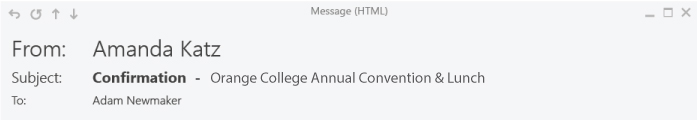 Message (HTML)
From: Amanda Katz
Subject: Confirmation - Orange College Annual Convention & Lunch
To: Adam Newmaker